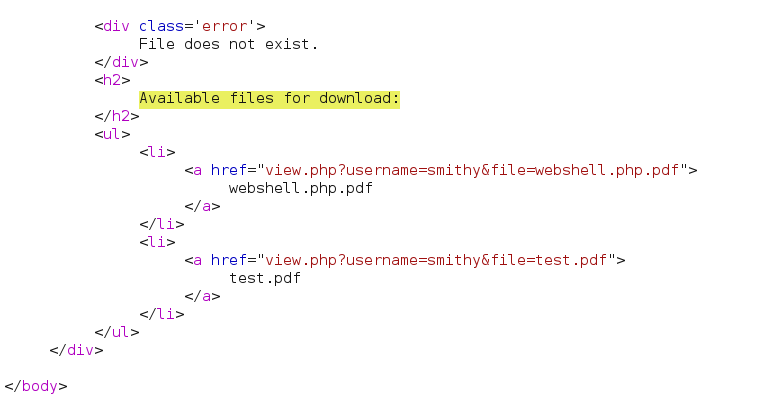 <div class='error'>
File does not exist.
</div>
<h2>
Available files for download:
</h2>
<ul>
<li>
<a href="view.php?username=smithy&file=webshell.php.pdf">
webshell.php.pdf
</a>
</li>
<li>
<a href="view.php?username=smithy&file=test.pdf">
test.pdf
</a>
</li>
</ul>
</div>
</body>